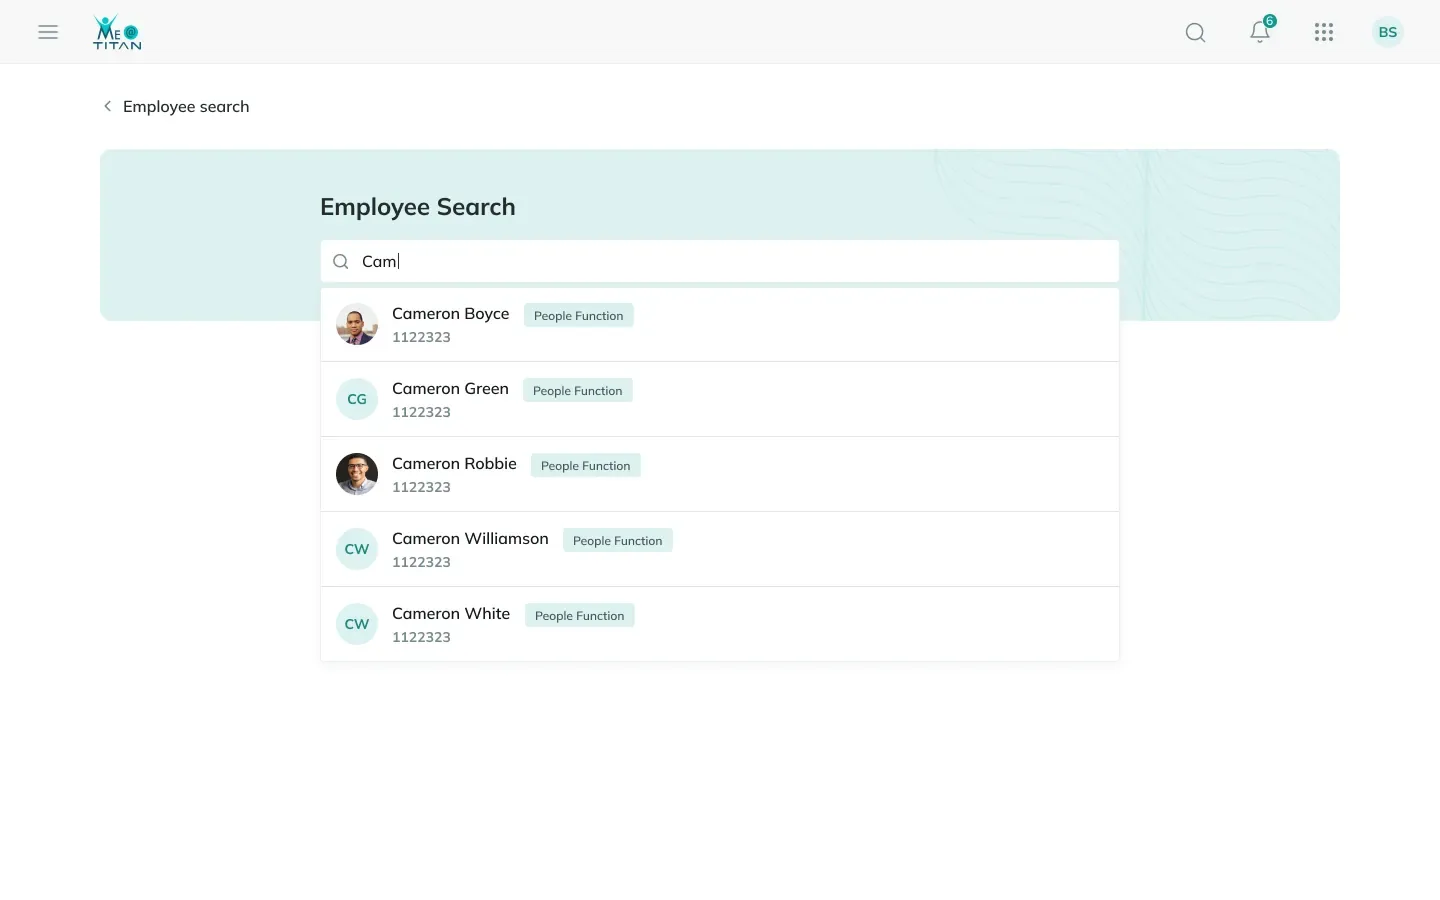 ME @
TITAN
6
BS
Employee search
Employee Search
Cam
Cameron Boyce People Function
1122323
CG
Cameron Green People Function
1122323
Cameron Robbie People Function
1122323
CW
Cameron Williamson People Function
1122323
CW
Cameron White People Function
1122323